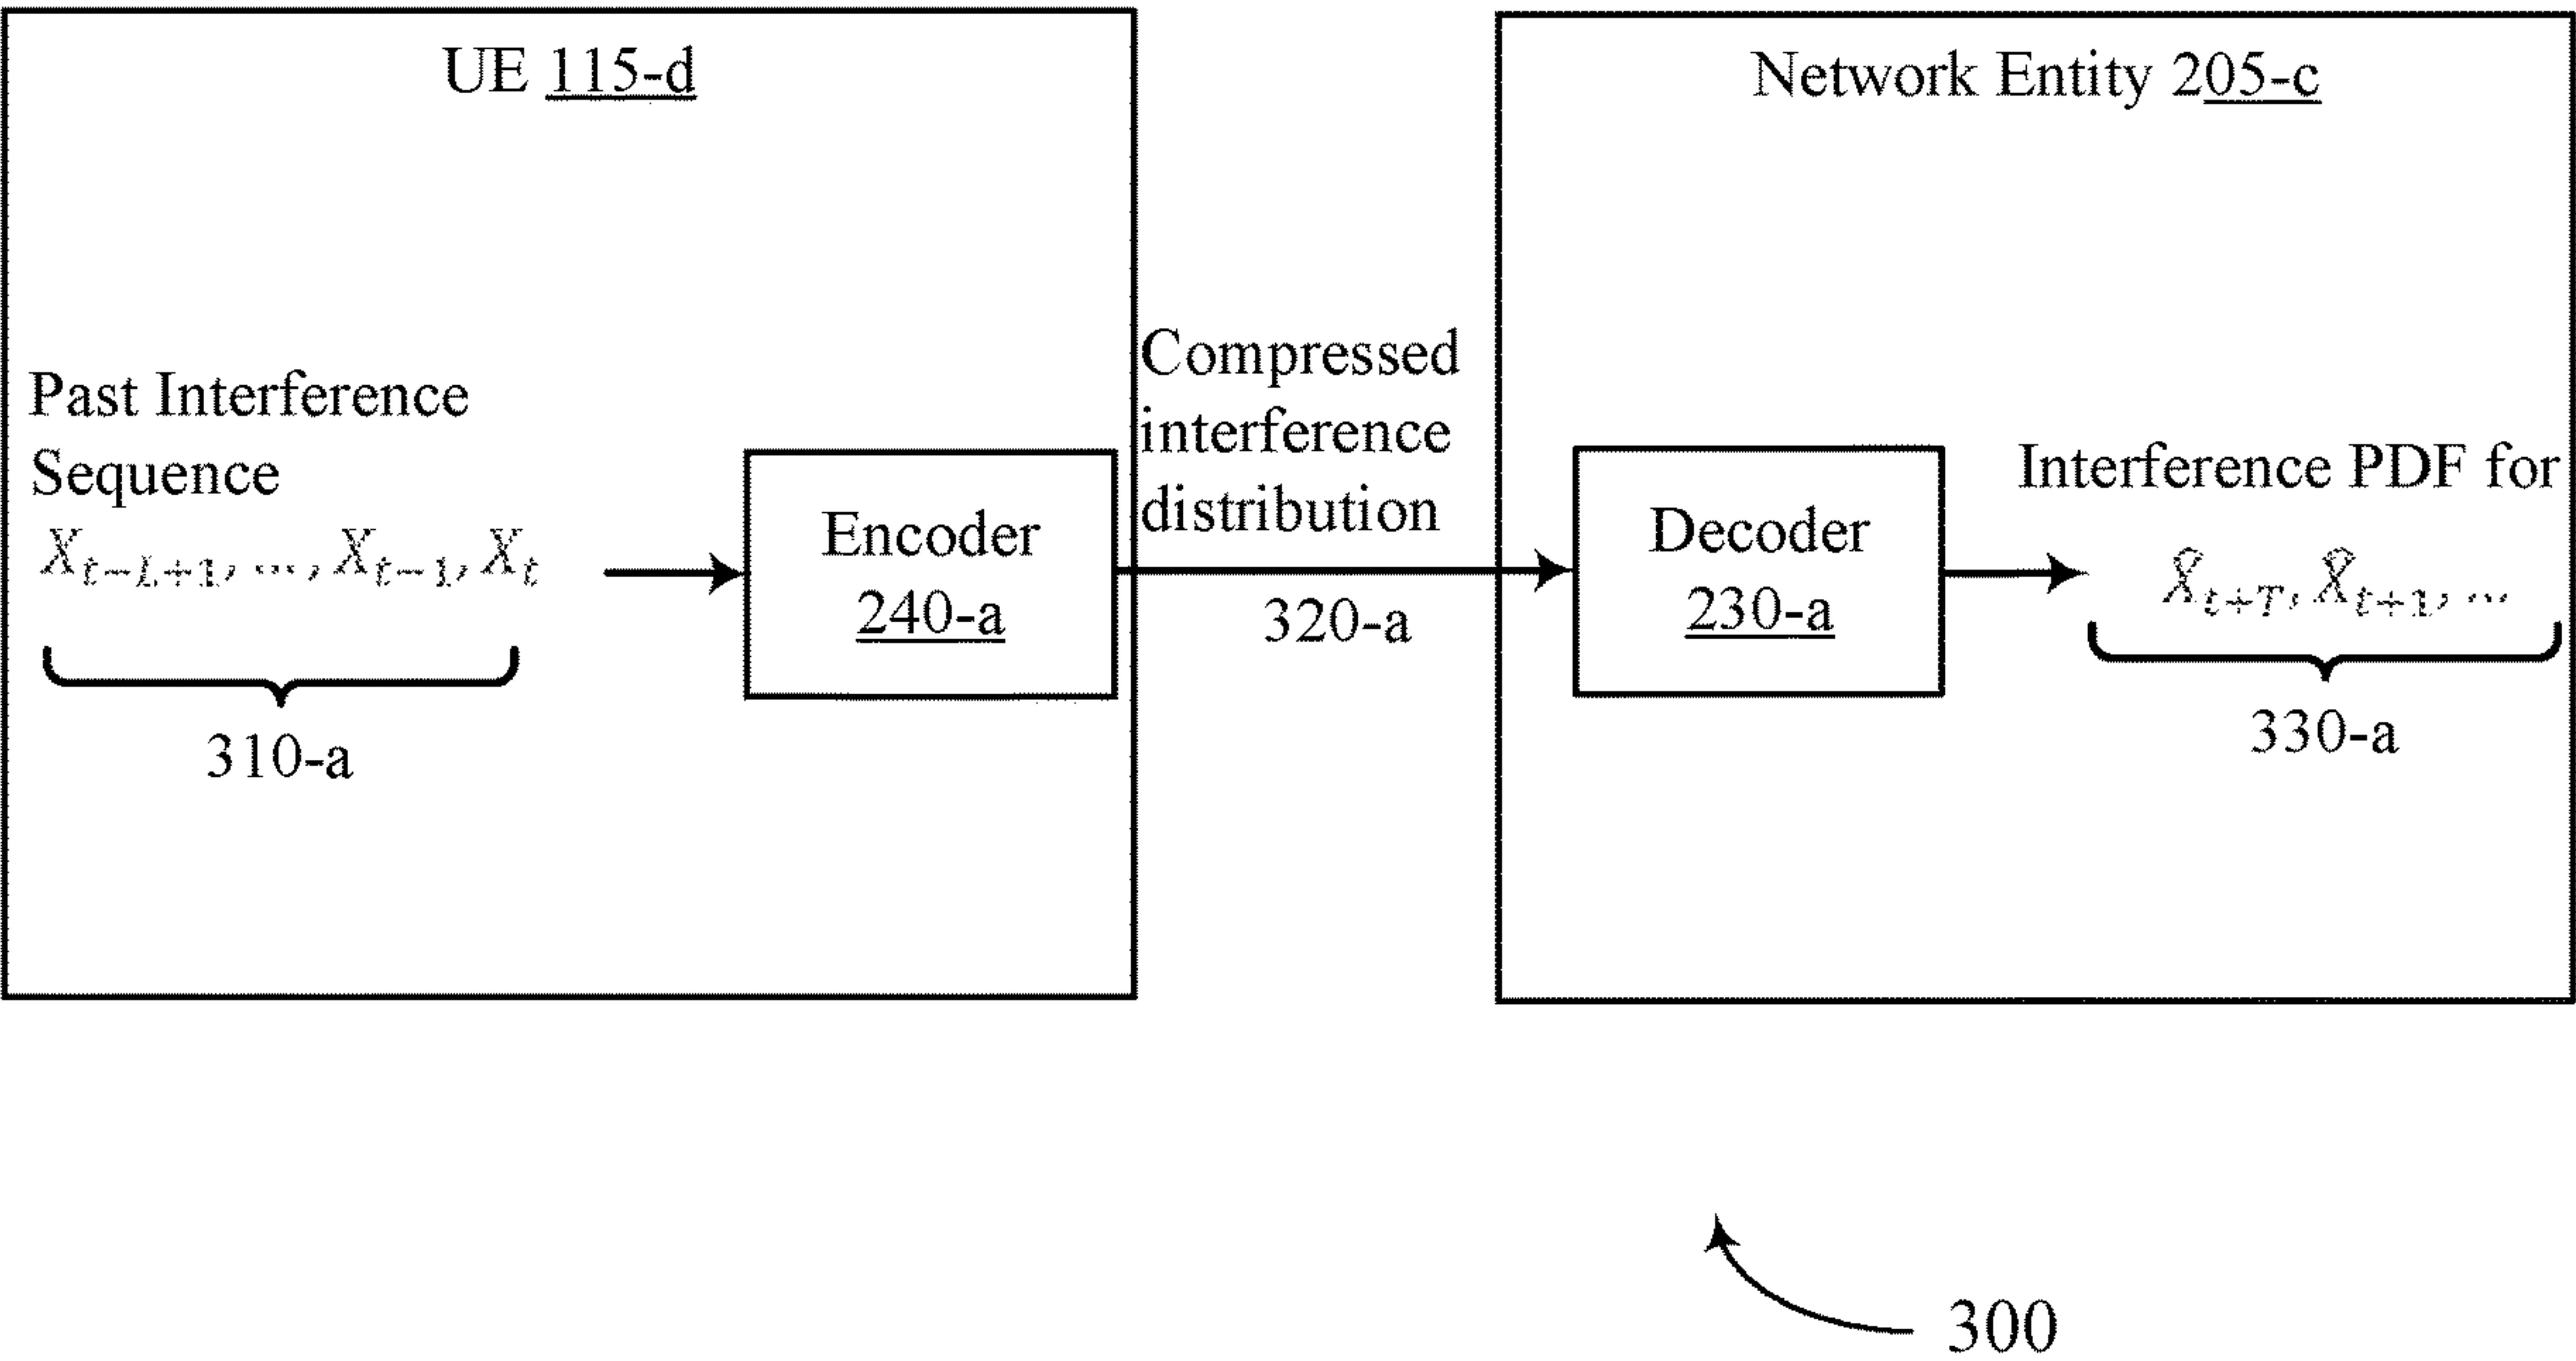 UE 115-d
Past Interference
Sequence
X_{t−L+1}, ..., X_{t−1}, X_t
310-a
Encoder
240-a
Compressed
interference
distribution
320-a
Network Entity 205-c
Decoder
230-a
Interference PDF for
X̂_{t+T}, X̂_{t+1}, ...
330-a
300